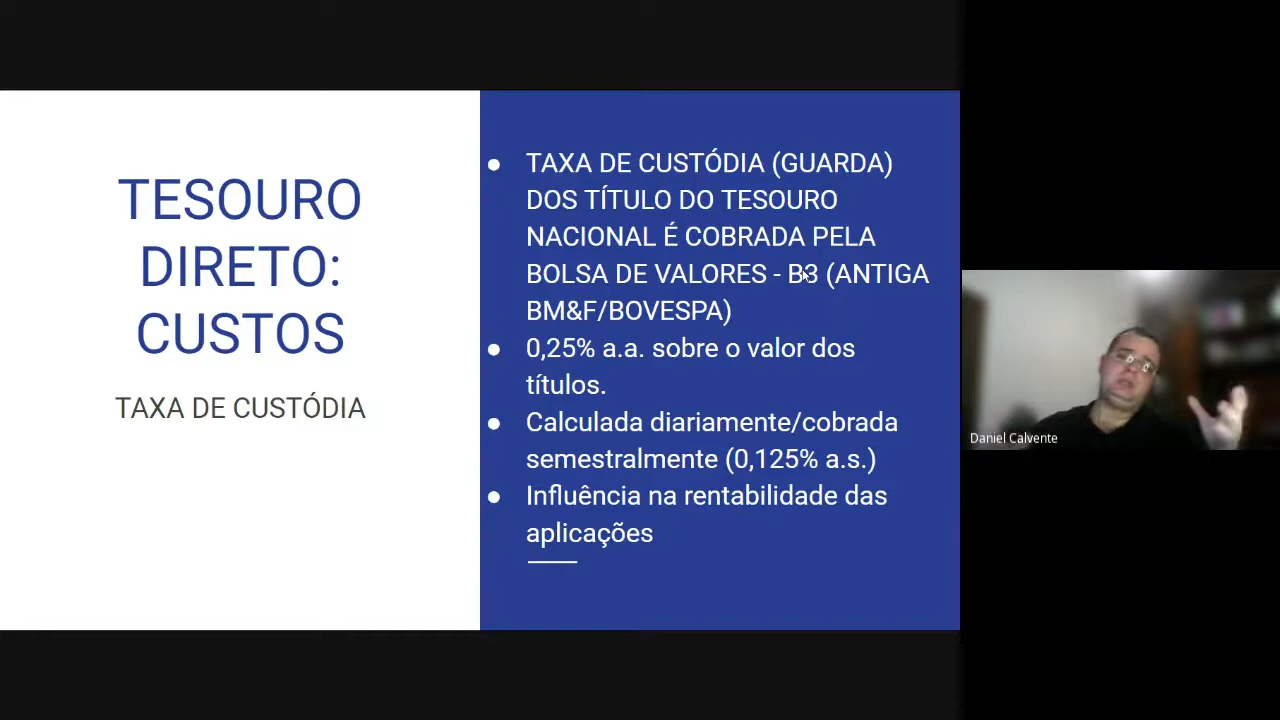 TESOURO
DIRETO:
CUSTOS
TAXA DE CUSTÓDIA
● TAXA DE CUSTÓDIA (GUARDA)
DOS TÍTULO DO TESOURO
NACIONAL É COBRADA PELA
BOLSA DE VALORES - B3 (ANTIGA
BM&F/BOVESPA)
● 0,25% a.a. sobre o valor dos
títulos.
● Calculada diariamente/cobrada
semestralmente (0,125% a.s.)
● Influência na rentabilidade das
aplicações
Daniel Calvente